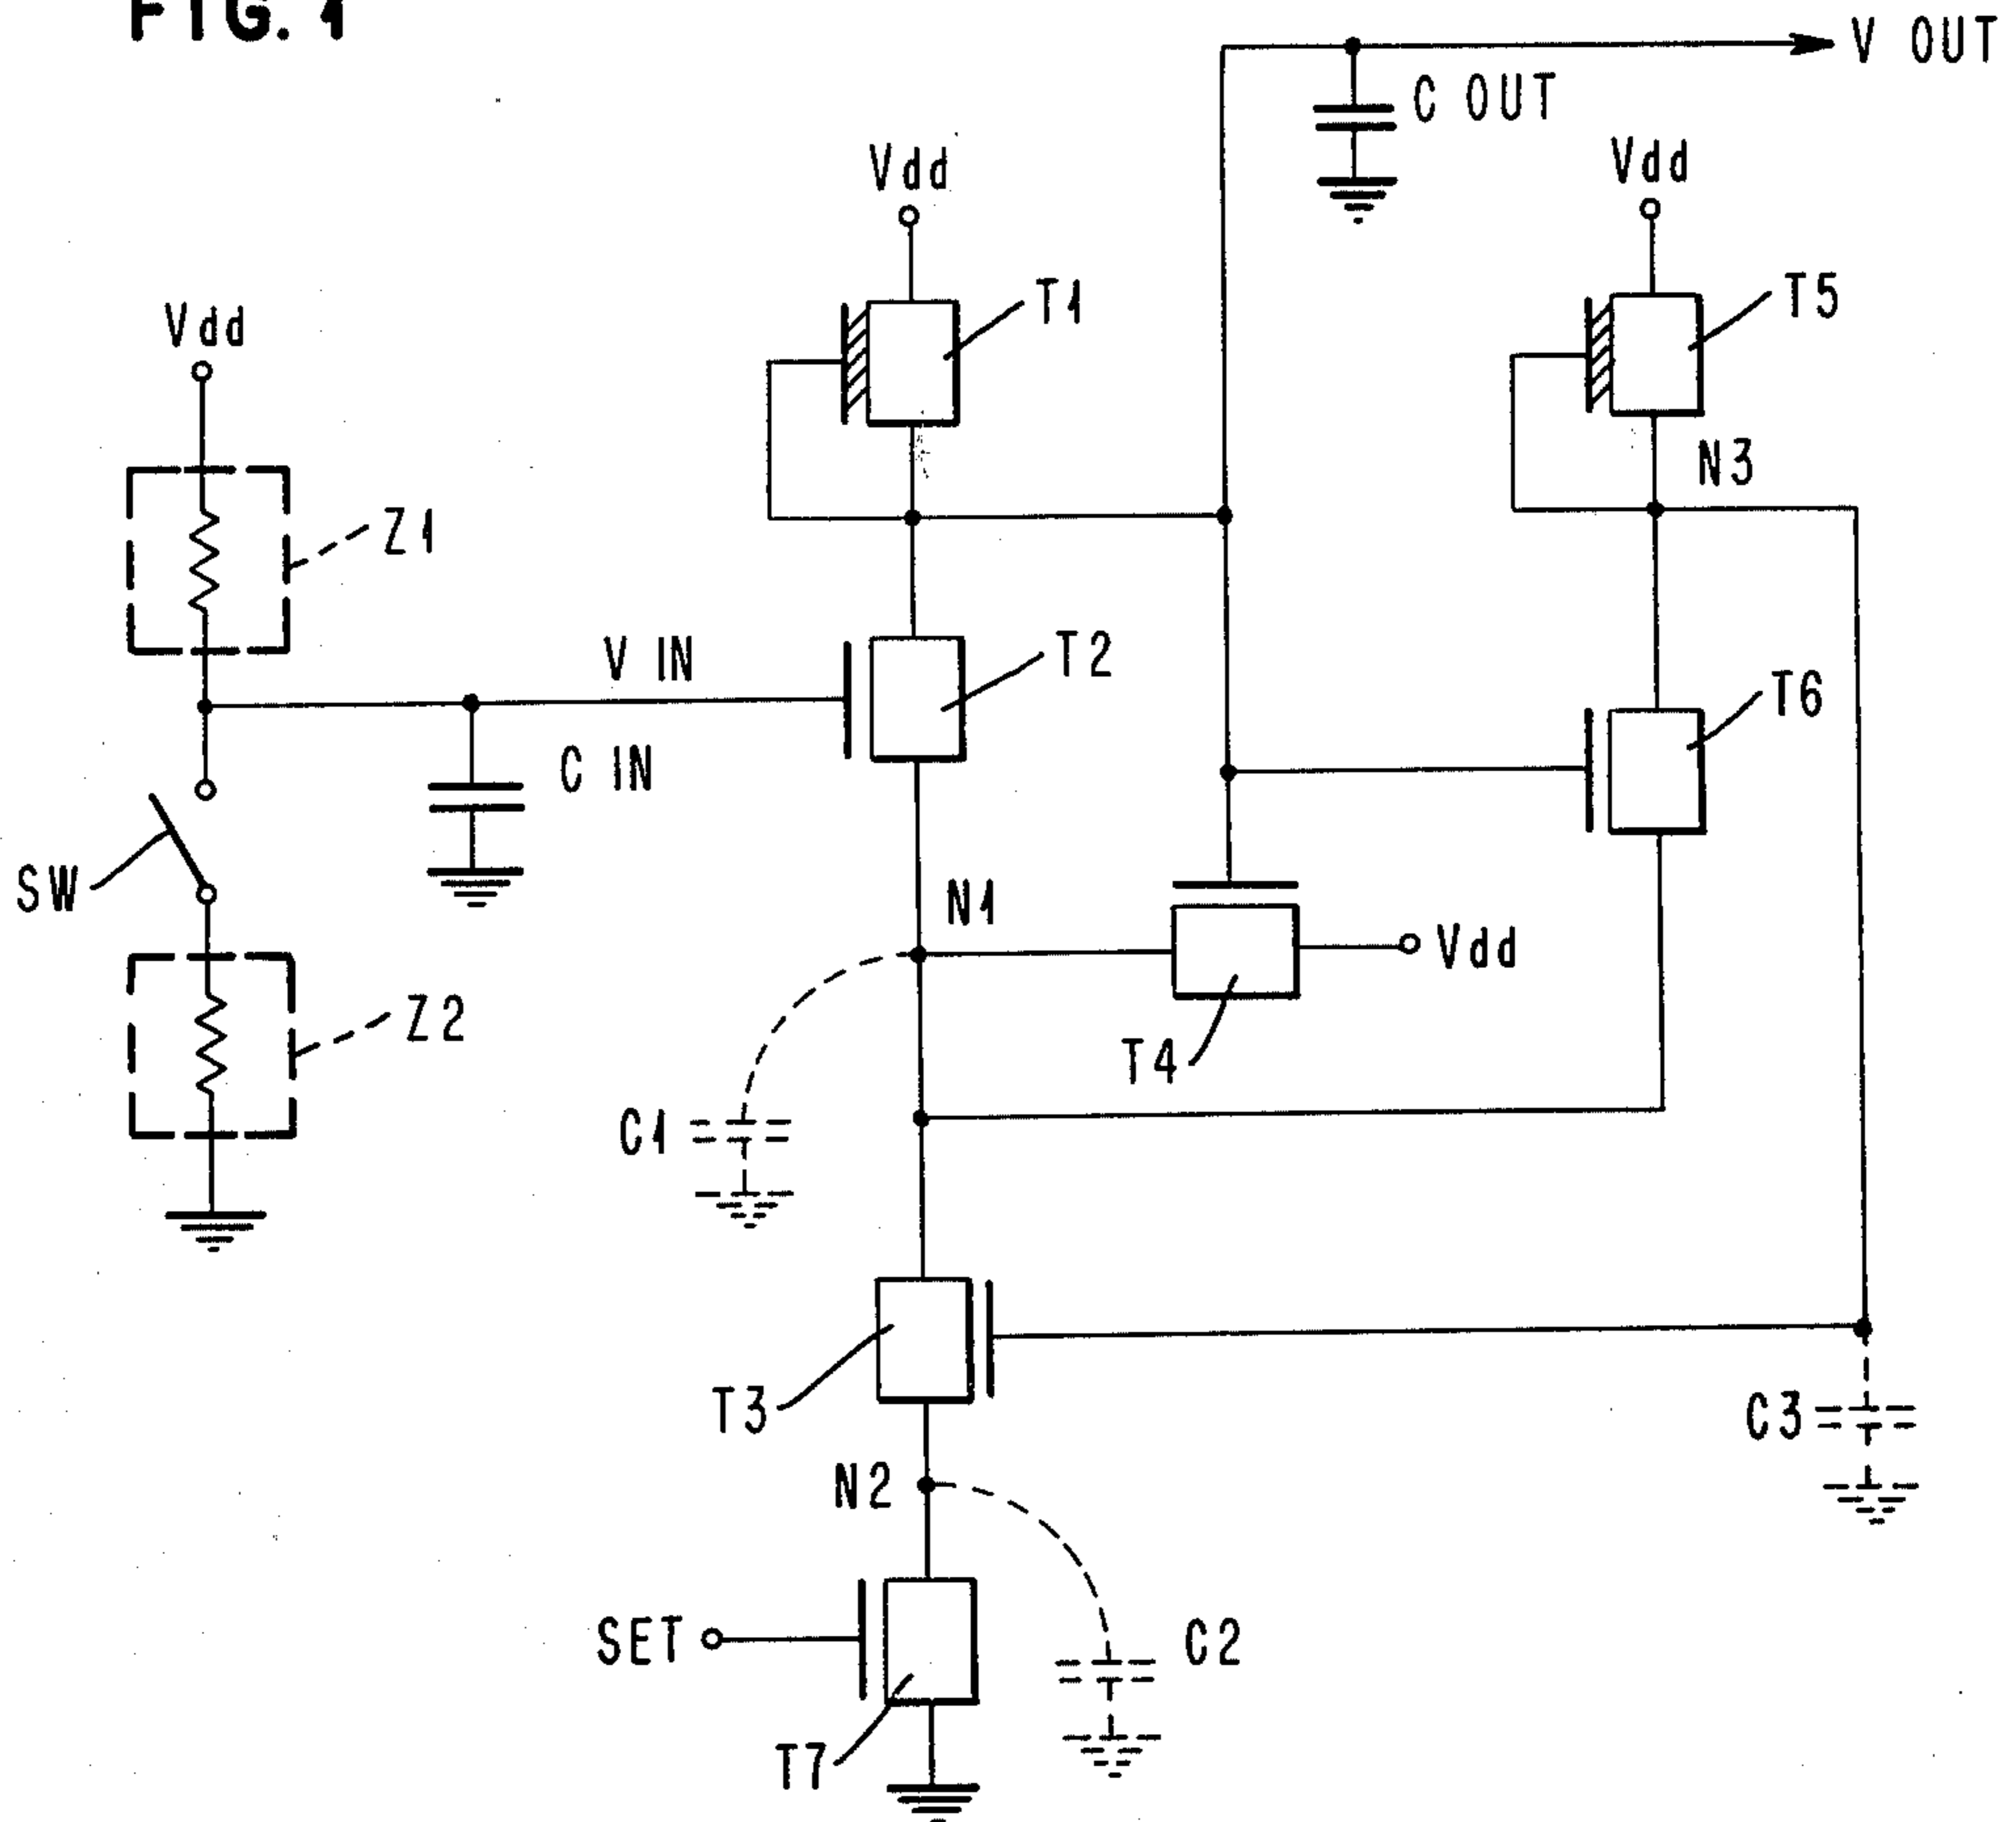 FIG. 1
V OUT
C OUT
Vdd
Vdd
T1
T5
Vdd
N3
Z1
V IN
T2
T6
C IN
SW
N1
Vdd
Z2
T4
C1
T3
C3
N2
SET
C2
T7